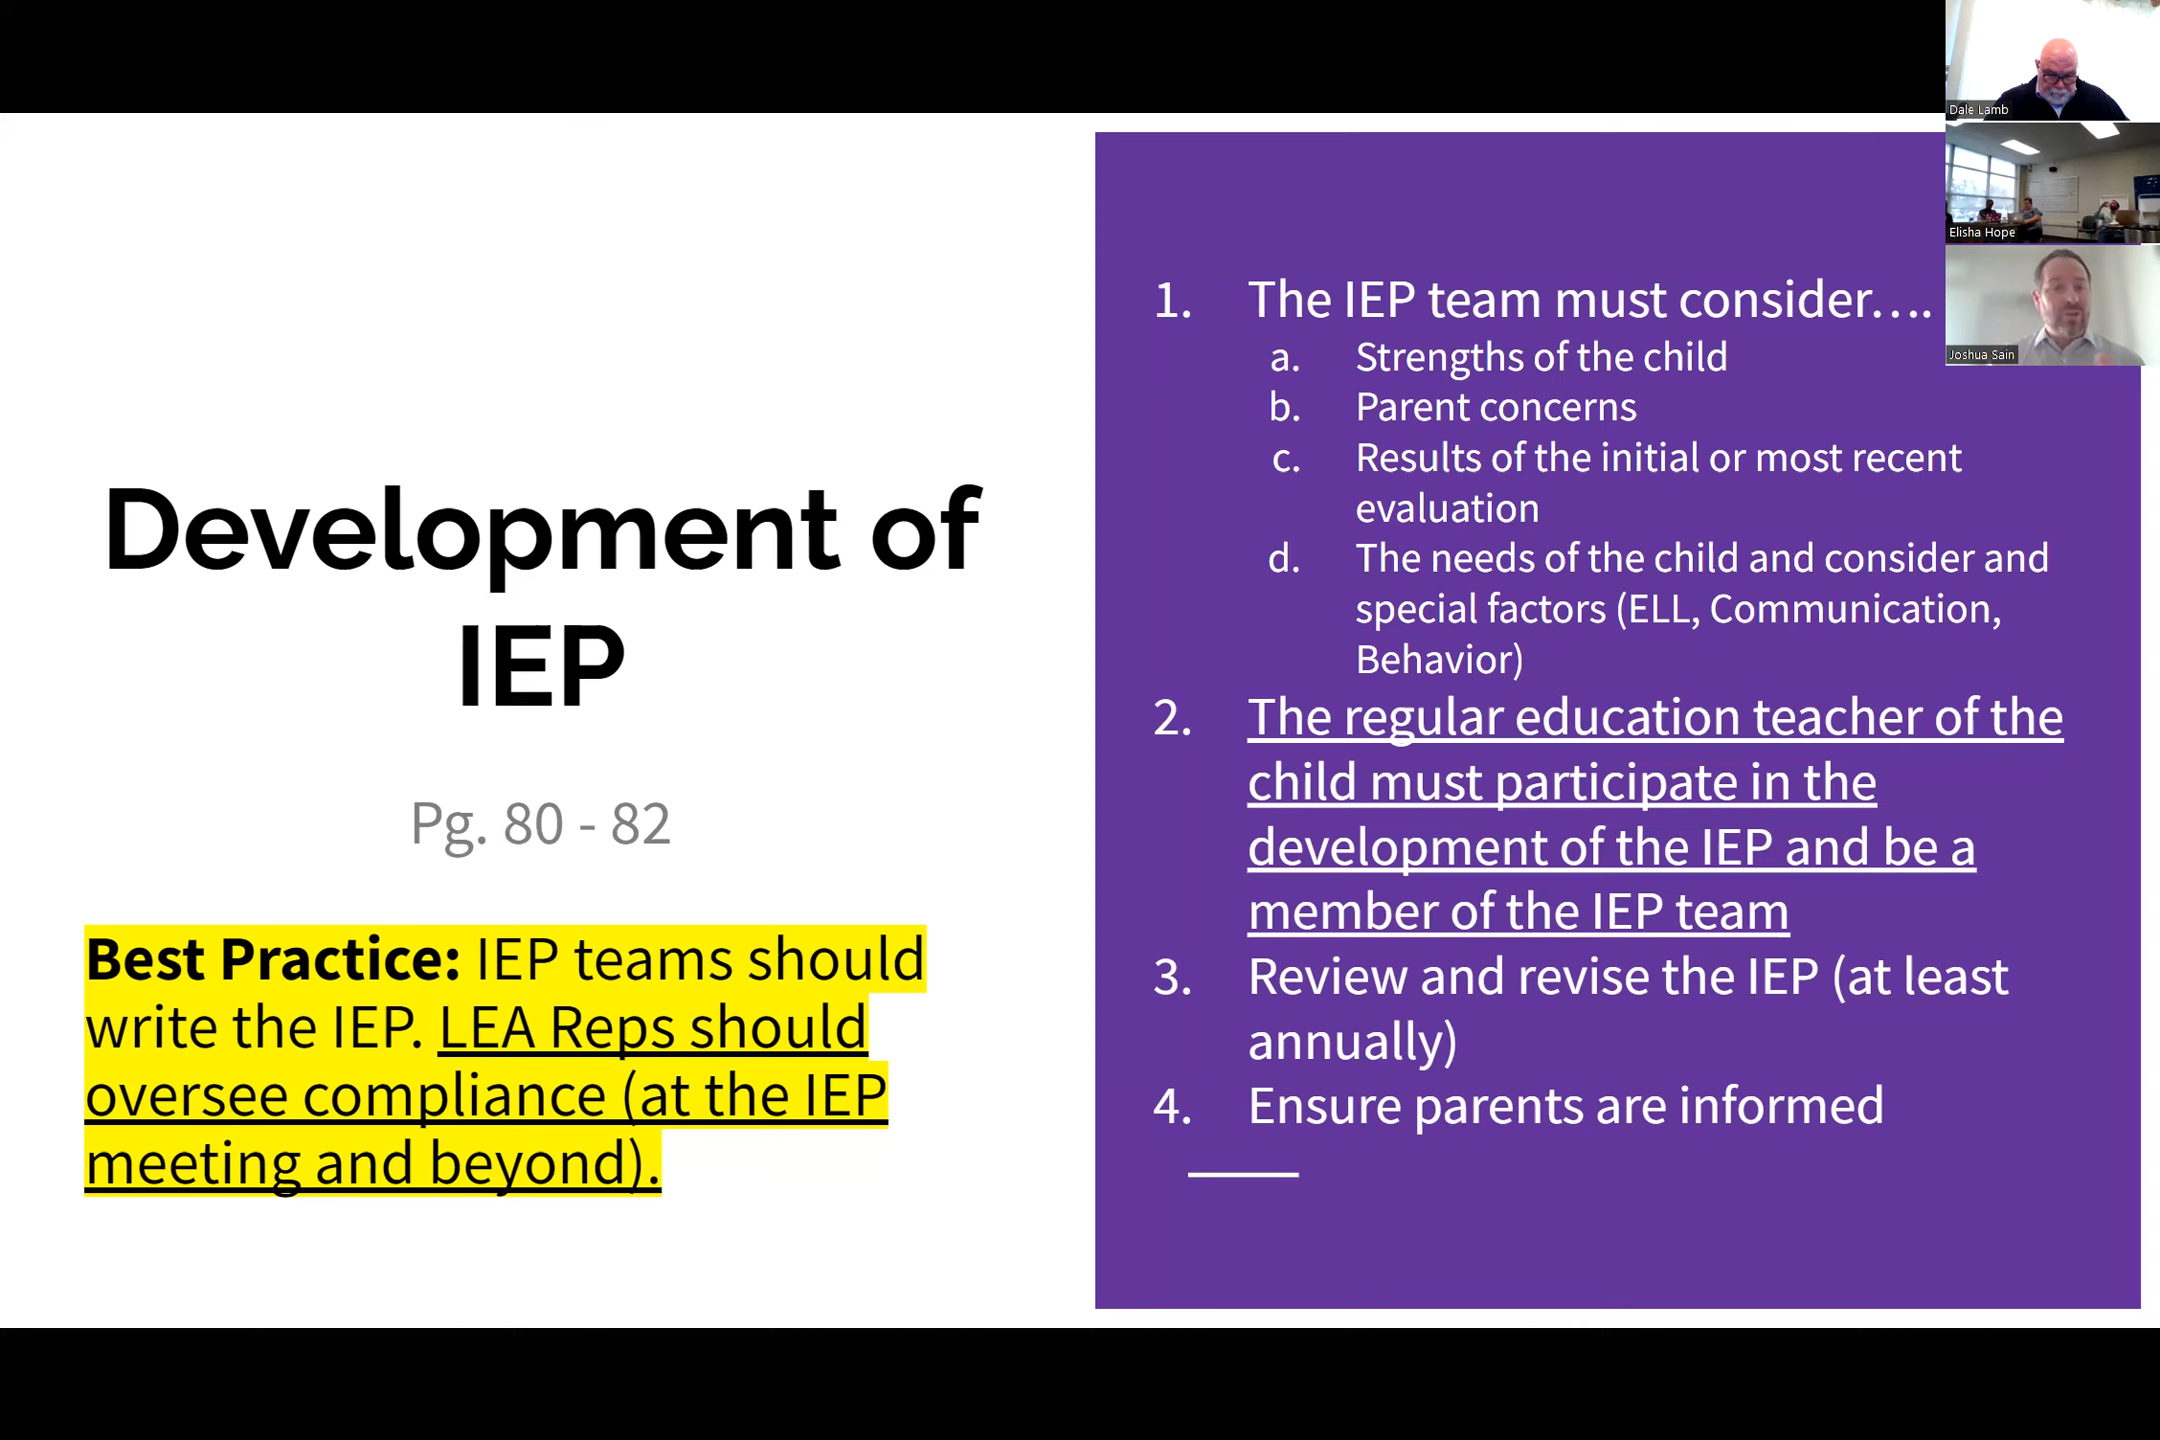 Development of
IEP
Pg. 80 - 82
Best Practice: IEP teams should
write the IEP. LEA Reps should
oversee compliance (at the IEP
meeting and beyond).
1. The IEP team must consider....
a. Strengths of the child
b. Parent concerns
c. Results of the initial or most recent
evaluation
d. The needs of the child and consider and
special factors (ELL, Communication,
Behavior)
2. The regular education teacher of the
child must participate in the
development of the IEP and be a
member of the IEP team
3. Review and revise the IEP (at least
annually)
4. Ensure parents are informed
Dale Lamb
Elisha Hope
Joshua Sain